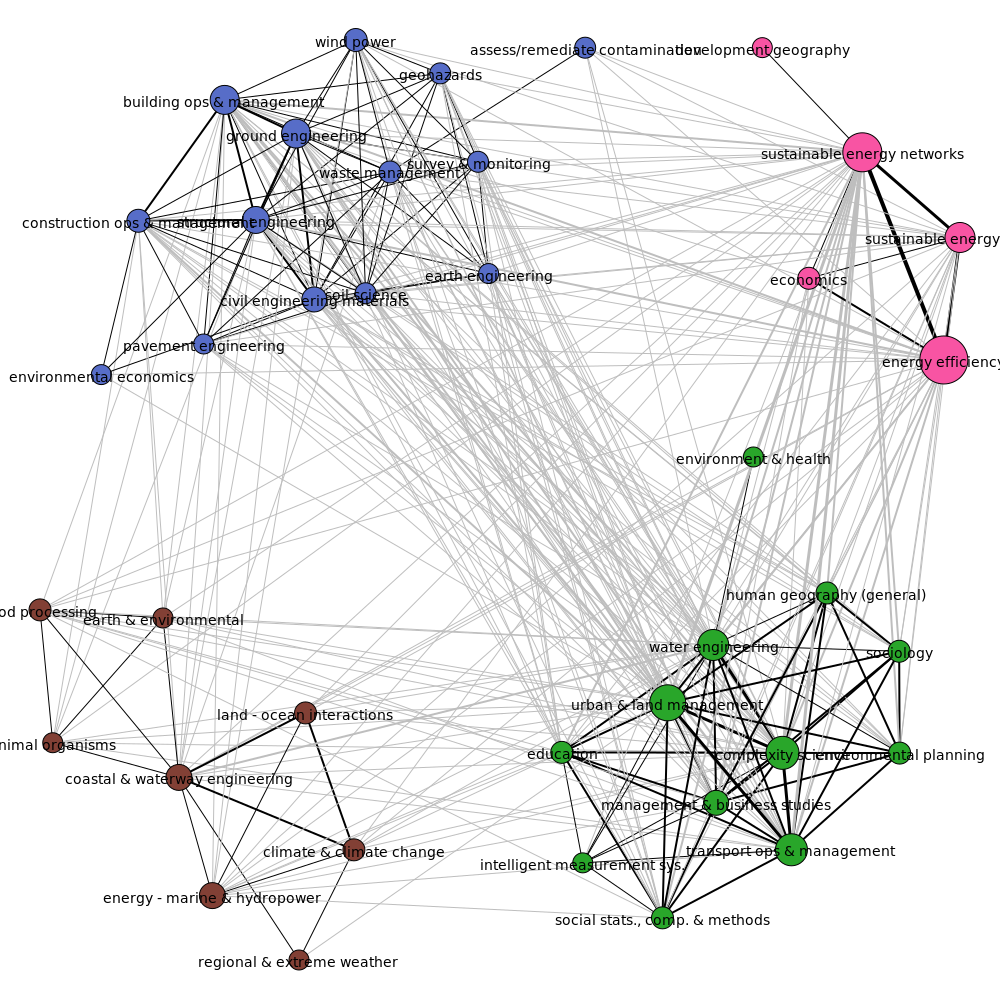 wind power
assess/remediate contamination
development geography
geohazards
building ops & management
ground engineering
sustainable energy networks
survey & monitoring
waste management
construction ops & management
structural engineering
sustainable energy
earth engineering
economics
soil science
civil engineering materials
pavement engineering
energy efficiency
environmental economics
environment & health
human geography (general)
od processing
earth & environmental
water engineering
sociology
urban & land management
land - ocean interactions
nimal organisms
education
complexity science
environmental planning
coastal & waterway engineering
management & business studies
climate & climate change
transport ops & management
intelligent measurement sys.
energy - marine & hydropower
social stats., comp. & methods
regional & extreme weather